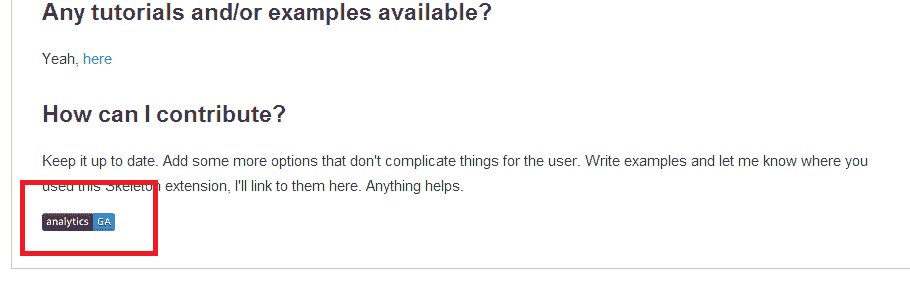 Any tutorials and/or examples available?
Yeah, here
How can I contribute?
Keep it up to date. Add some more options that don't complicate things for the user. Write examples and let me know where you
used this Skeleton extension, I'll link to them here. Anything helps.
analytics GA